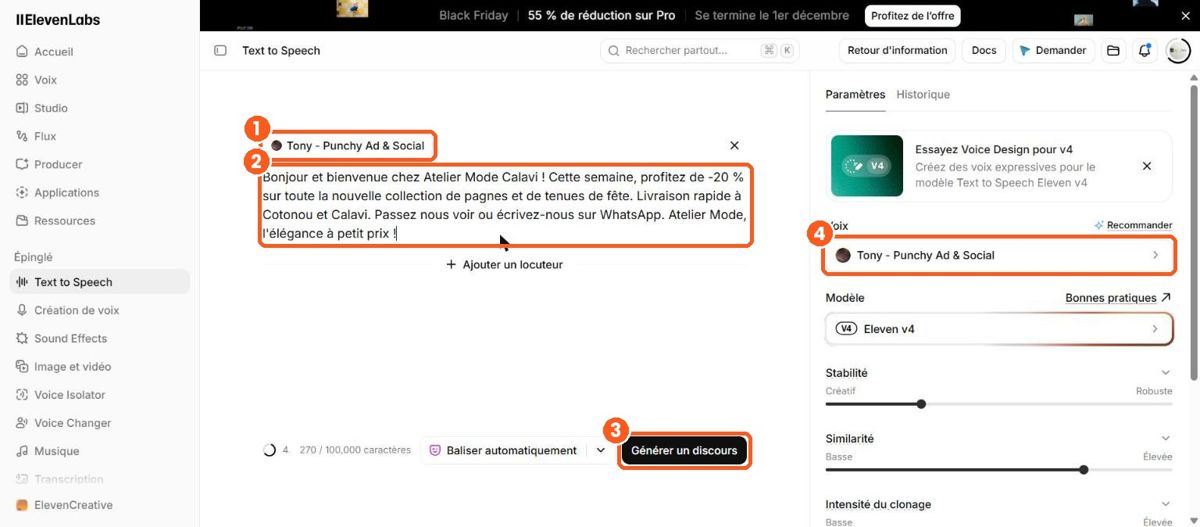 IIElevenLabs
Black Friday
55 % de réduction sur Pro
Se termine le 1er décembre
Profitez de l'offre
Text to Speech
Rechercher partout...
⌘ K
Retour d'information
Docs
Demander
Accueil
Voix
Studio
Flux
Producer
Applications
Ressources
Épinglé
Text to Speech
Création de voix
Sound Effects
Image et vidéo
Voice Isolator
Voice Changer
Musique
Transcription
ElevenCreative
1
Tony - Punchy Ad & Social
2
Bonjour et bienvenue chez Atelier Mode Calavi ! Cette semaine, profitez de -20 %
sur toute la nouvelle collection de pagnes et de tenues de fête. Livraison rapide à
Cotonou et Calavi. Passez nous voir ou écrivez-nous sur WhatsApp. Atelier Mode,
l'élégance à petit prix !
+ Ajouter un locuteur
4
270 / 100,000 caractères
Baliser automatiquement
3
Générer un discours
Paramètres
Historique
V4
Essayez Voice Design pour v4
Créez des voix expressives pour le
modèle Text to Speech Eleven v4
Voix
Recommander
4
Tony - Punchy Ad & Social
Modèle
Bonnes pratiques
V4
Eleven v4
Stabilité
Créatif
Robuste
Similarité
Basse
Élevée
Intensité du clonage
Basse
Élevée